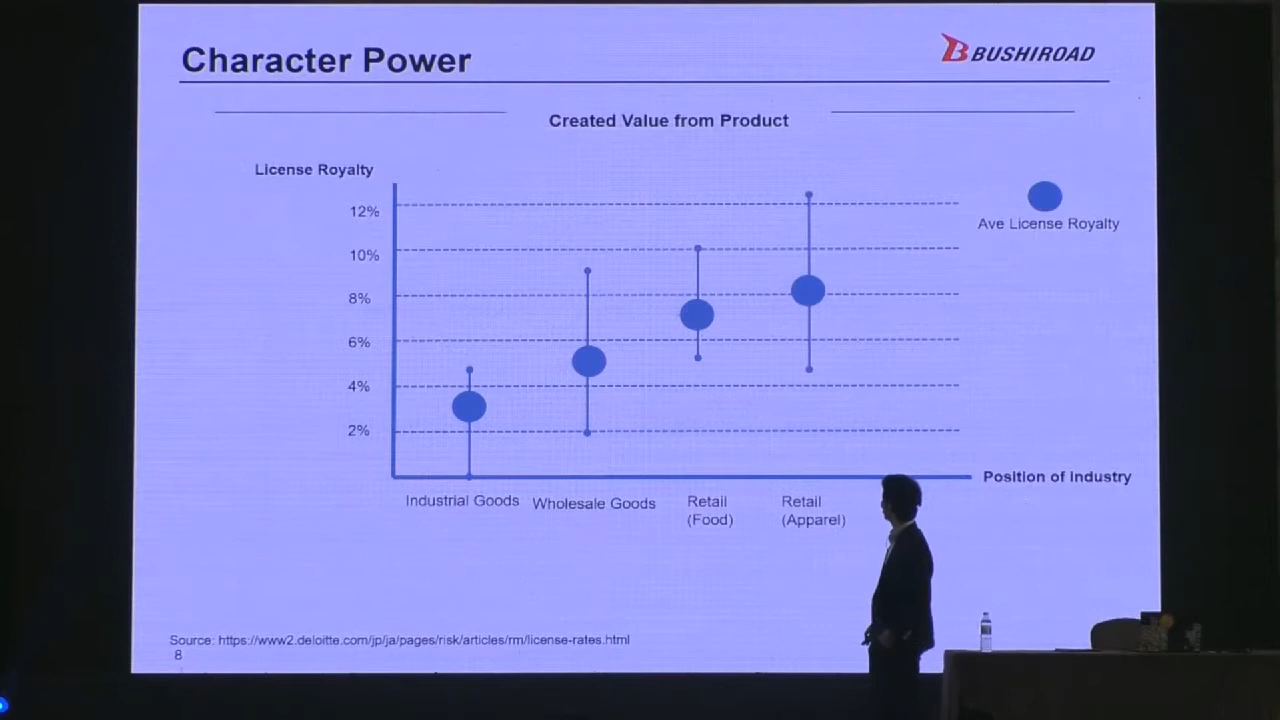 Character Power
BUSHIROAD
Created Value from Product
License Royalty
12%
10%
8%
6%
4%
2%
Ave License Royalty
Position of Industry
Industrial Goods
Wholesale Goods
Retail
(Food)
Retail
(Apparel)
Source: https://www2.deloitte.com/jp/ja/pages/risk/articles/rm/license-rates.html
8